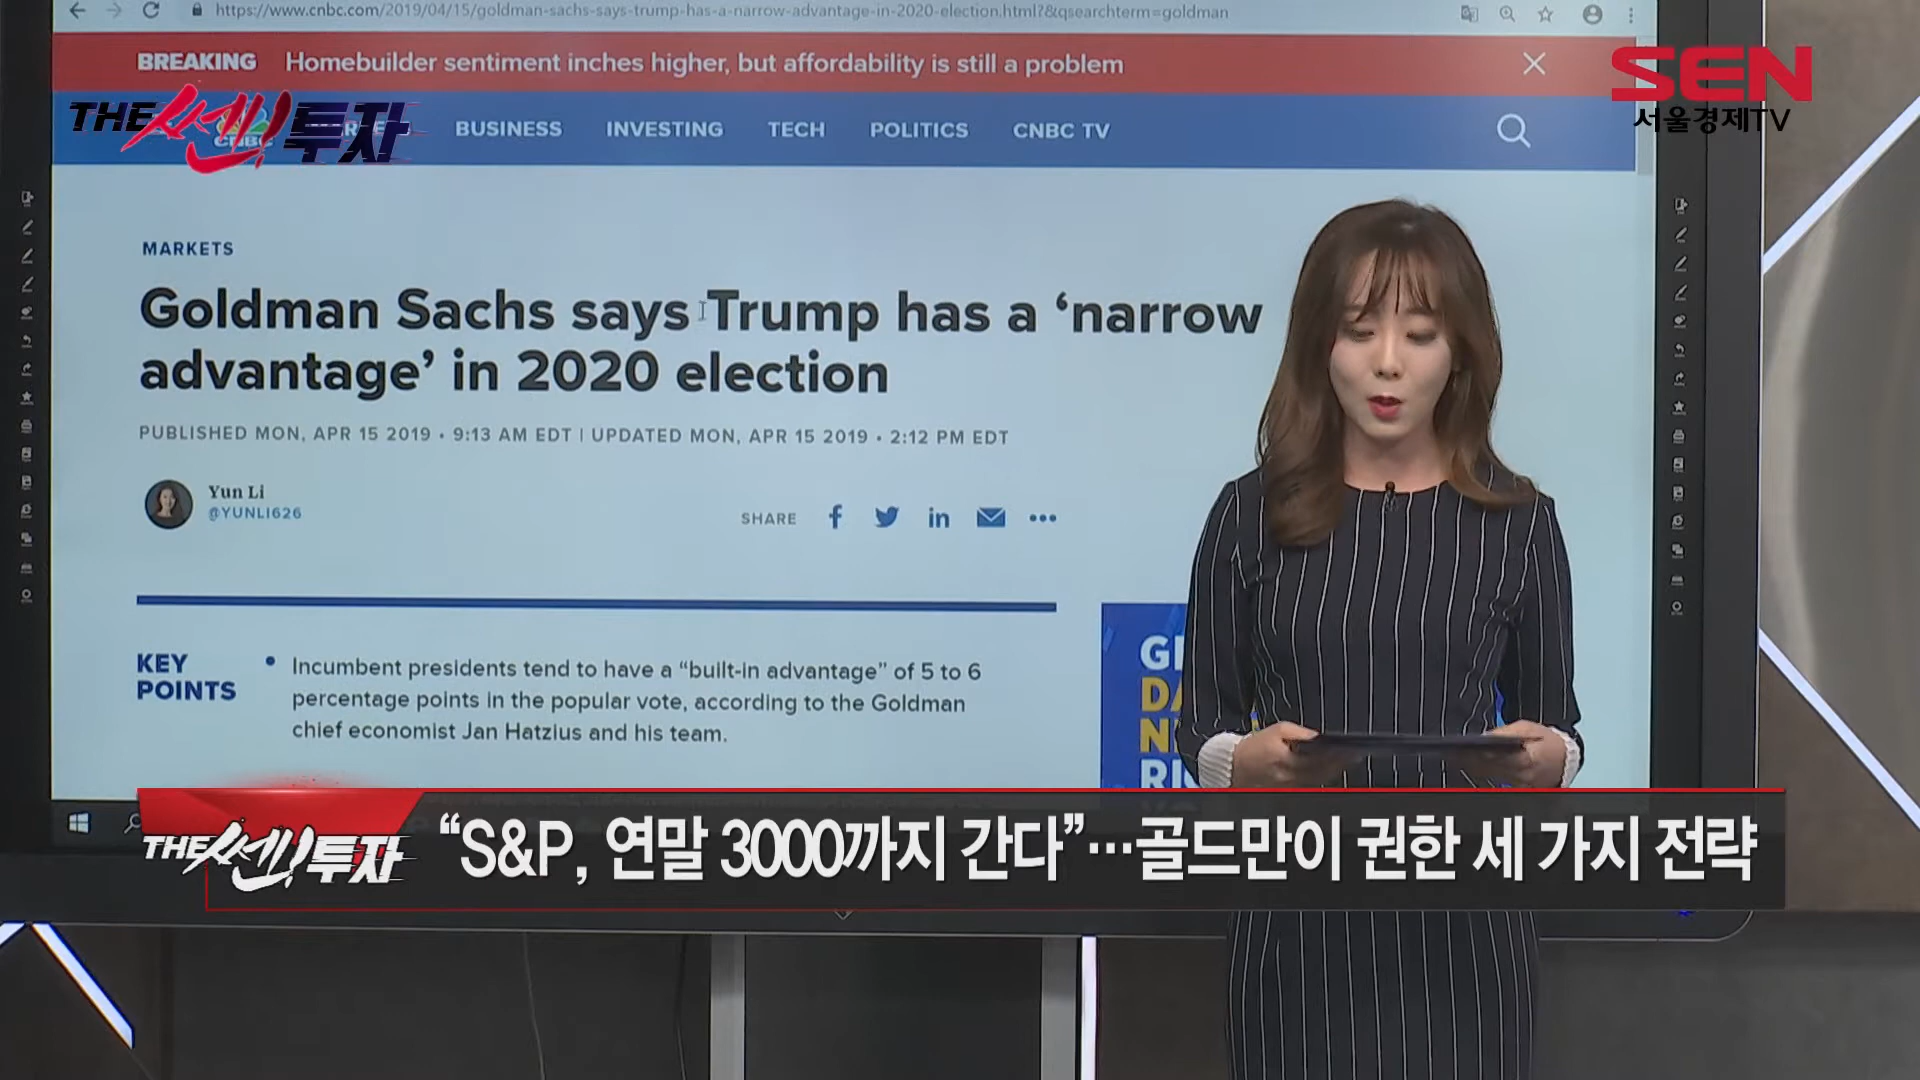 https://www.cnbc.com/2019/04/15/goldman-sachs-says-trump-has-a-narrow-advantage-in-2020-election.html?&qsearchterm=goldman
BREAKING Homebuilder sentiment inches higher, but affordability is still a problem
SEN
서울경제TV
THE 쎈! 투자
CNBC
BUSINESS INVESTING TECH POLITICS CNBC TV
MARKETS
Goldman Sachs says Trump has a ‘narrow
advantage’ in 2020 election
PUBLISHED MON, APR 15 2019 • 9:13 AM EDT | UPDATED MON, APR 15 2019 • 2:12 PM EDT
Yun Li
@YUNLI626
SHARE
KEY
POINTS
• Incumbent presidents tend to have a “built-in advantage” of 5 to 6
percentage points in the popular vote, according to the Goldman
chief economist Jan Hatzius and his team.
THE 쎈! 투자
“S&P, 연말 3000까지 간다”…골드만이 권한 세 가지 전략